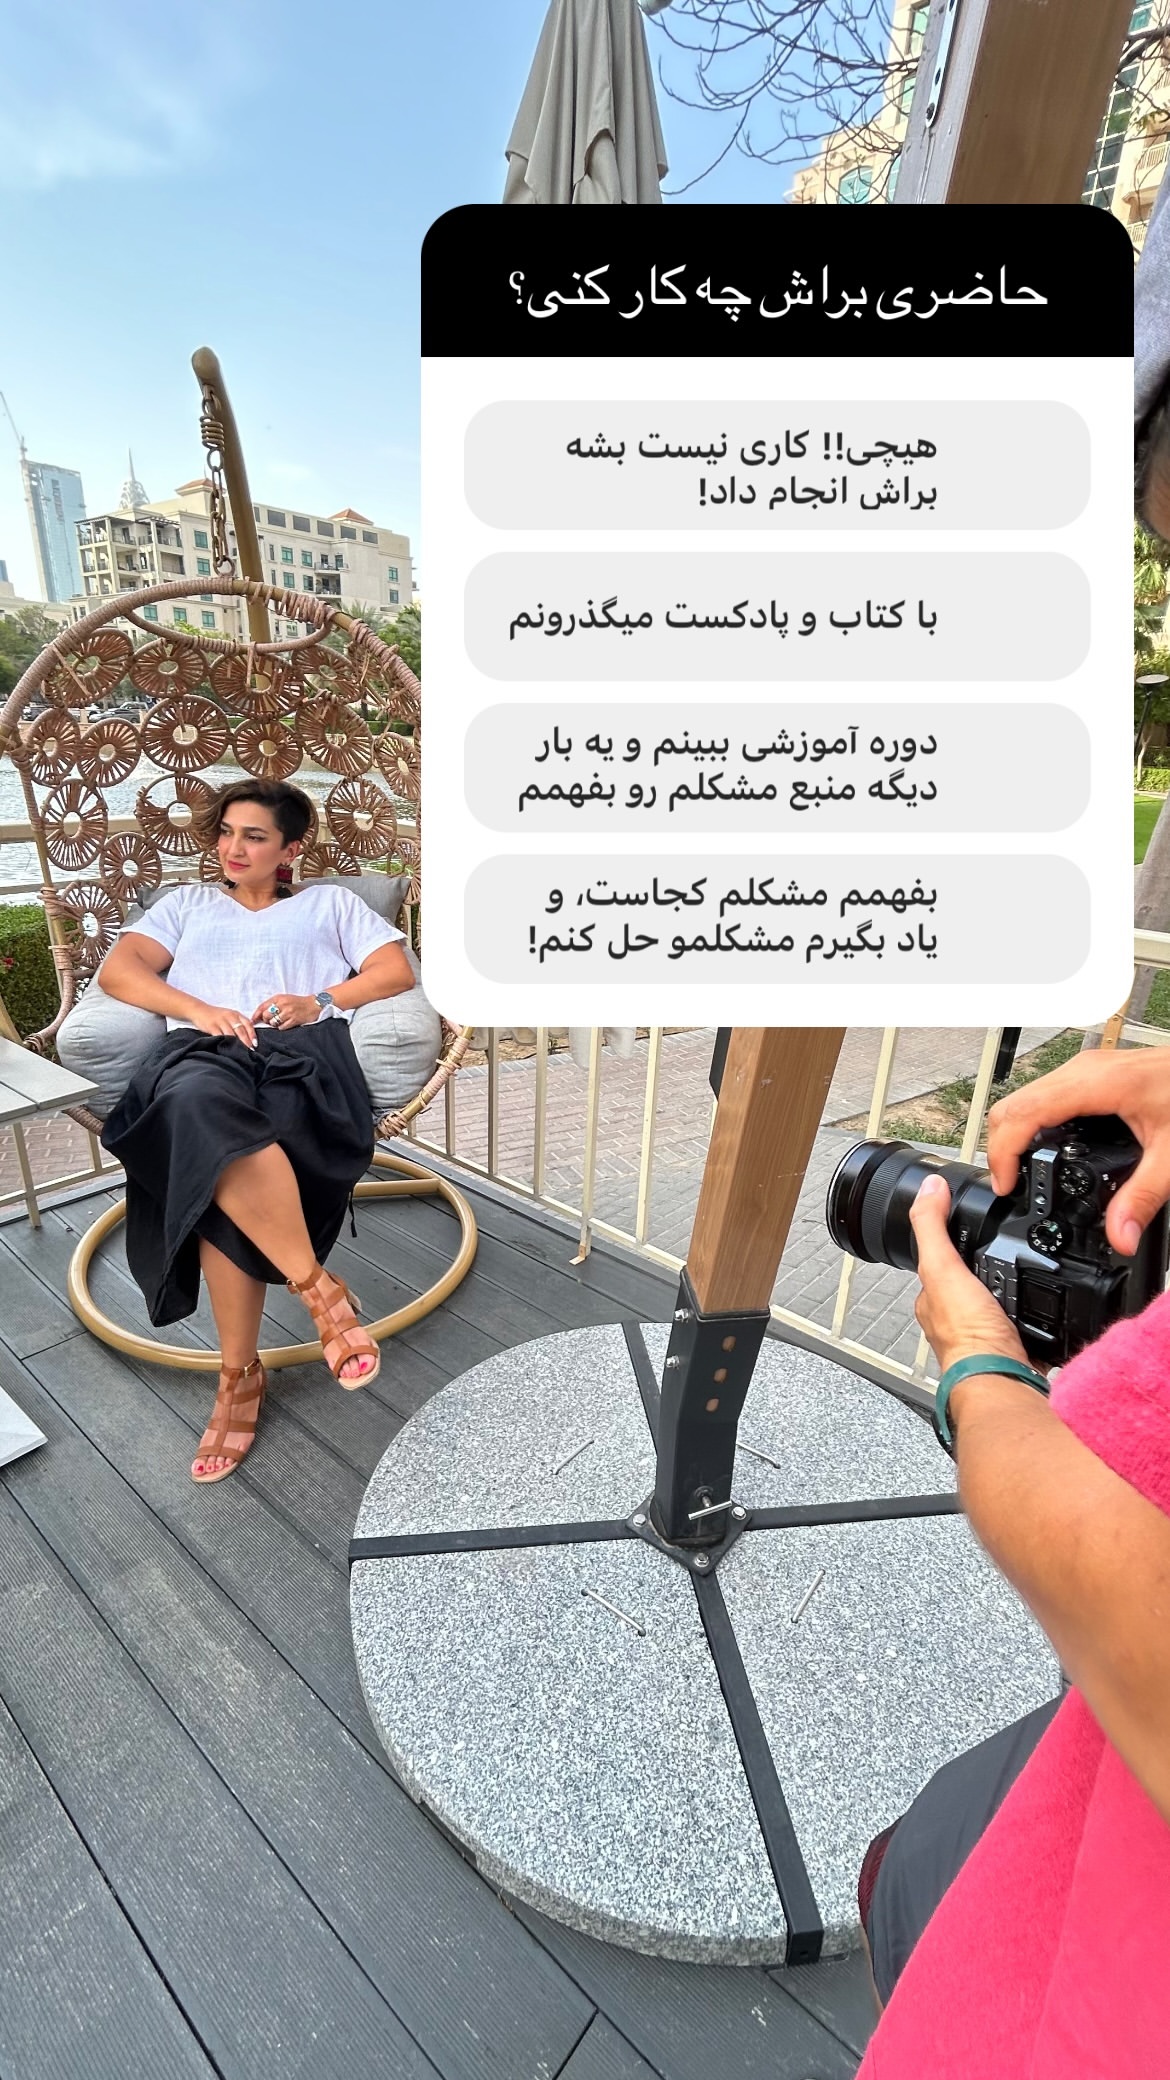 حاضری براش چه کار کنی؟
هیچی!! کاری نیست بشه
براش انجام داد!
با کتاب و پادکست میگذرونم
دوره آموزشی ببینم و یه بار
دیگه منبع مشکلم رو بفهمم
بفهمم مشکلم کجاست، و
یاد بگیرم مشکلمو حل کنم!